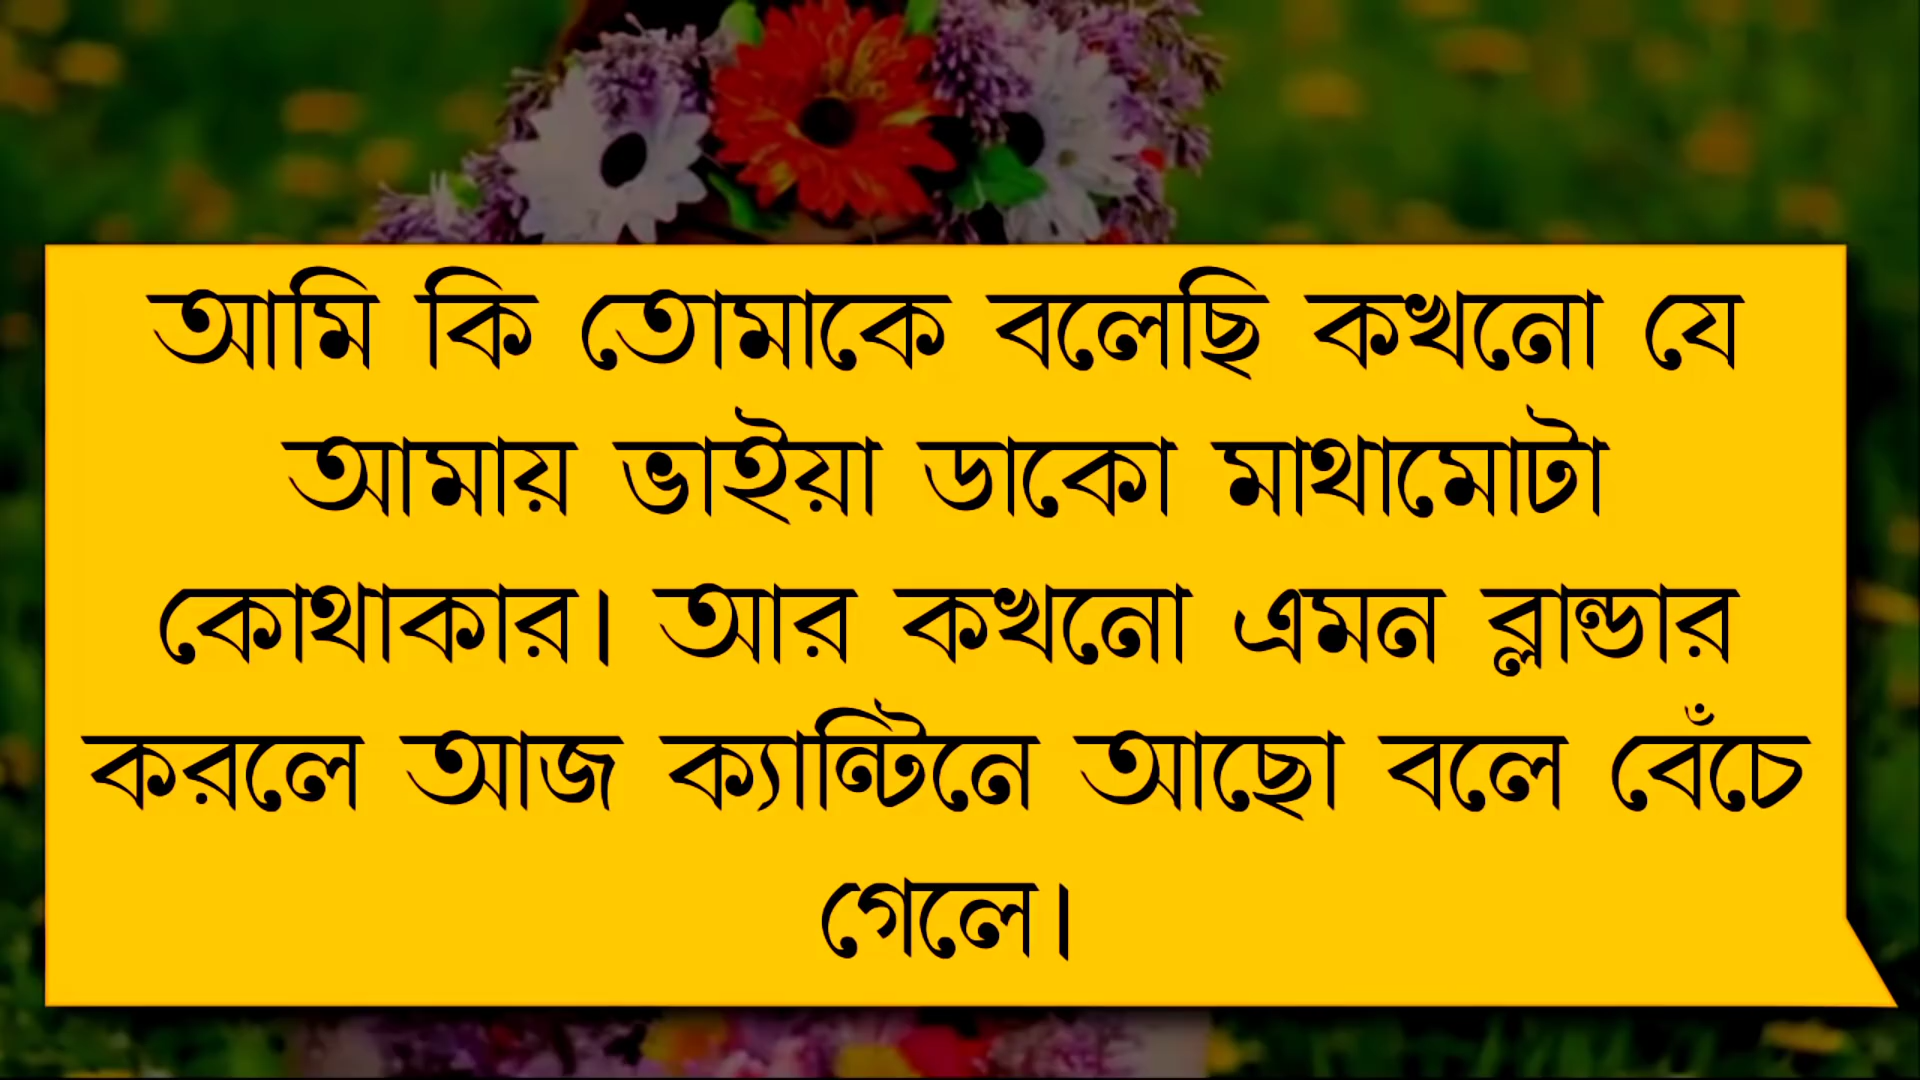 আমি কি তোমাকে বলেছি কখনো যে
আমায় ভাইয়া ডাকো মাথামোটা
কোথাকার। আর কখনো এমন ব্লান্ডার
করলে আজ ক্যান্টিনে আছো বলে বেঁচে
গেলে।